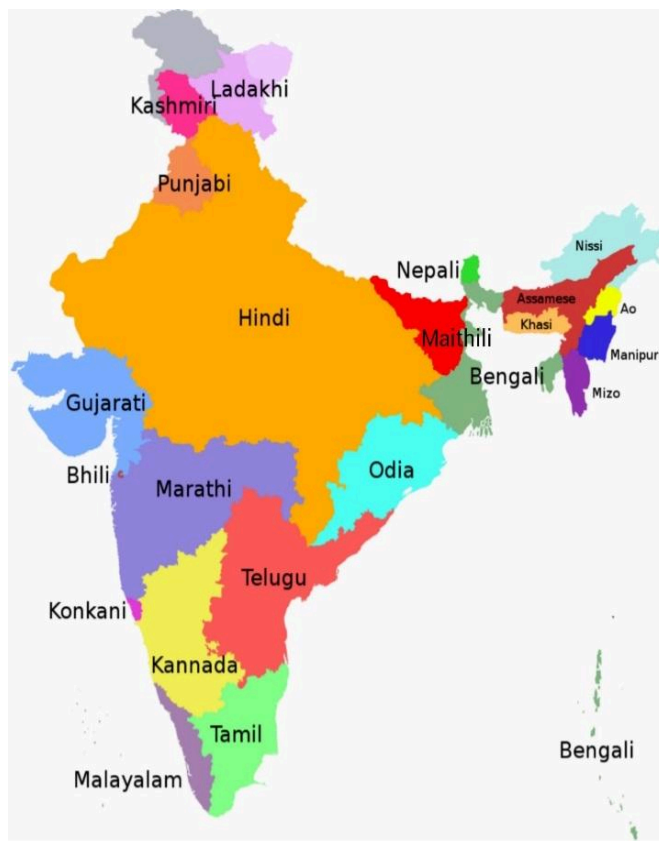 Ladakhi
Kashmiri
Punjabi
Nissi
Nepali
Assamese
Ao
Hindi
Khasi
Maithili
Manipur
Bengali
Mizo
Gujarati
Bhili
Odia
Marathi
Telugu
Konkani
Kannada
Tamil
Bengali
Malayalam